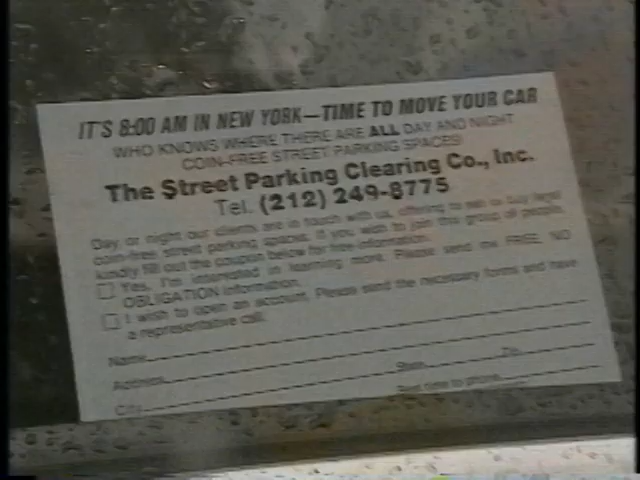 IT'S 8:00 AM IN NEW YORK—TIME TO MOVE YOUR CAR
WHO KNOWS WHERE THERE ARE ALL DAY AND NIGHT
COIN-FREE STREET PARKING SPACES!
The $treet Parking Clearing Co., Inc.
Tel. (212) 249-8775
Day or night our clients are in touch with us, offering to sell or buy legal
coin-free street parking spaces. If you wish to join this group of people,
kindly fill out the coupon below for free information.
Yes, I'm interested in learning more. Please send me FREE NO
OBLIGATION information.
I wish to open an account. Please send the necessary forms and have
a representative call.
Name
Address
City State Zip
Best time to phone